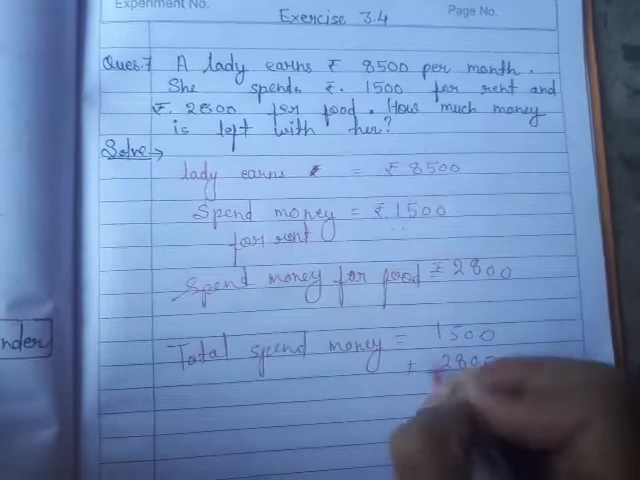 Experiment No.
Page No.
Exercise 3.4
Ques.7 A lady earns ₹ 8500 per month.
She spends ₹. 1500 for rent and
₹. 2800 for food. How much money
is left with her?
Solve→
lady earns = ₹ 8500
Spend money = ₹ 1500
for rent
Spend money for food = 2800
Total spend money = 1500
+ 280
nder